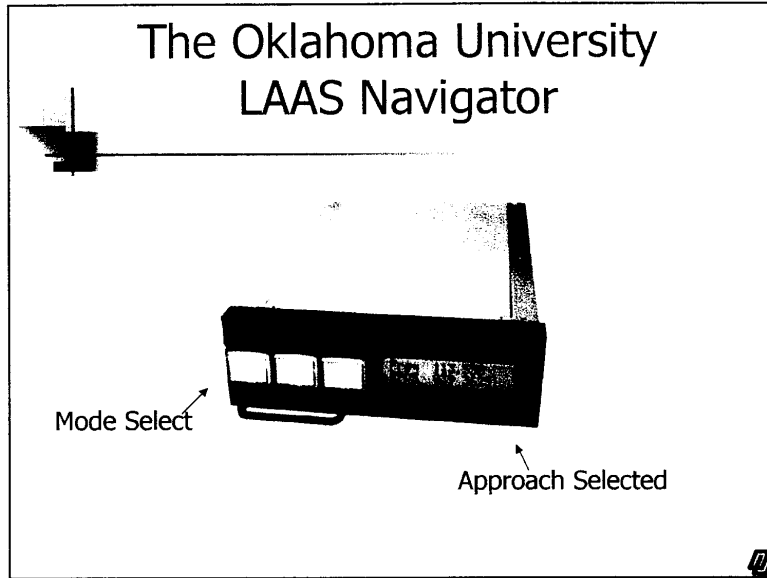 The Oklahoma University
LAAS Navigator
Mode Select
Approach Selected